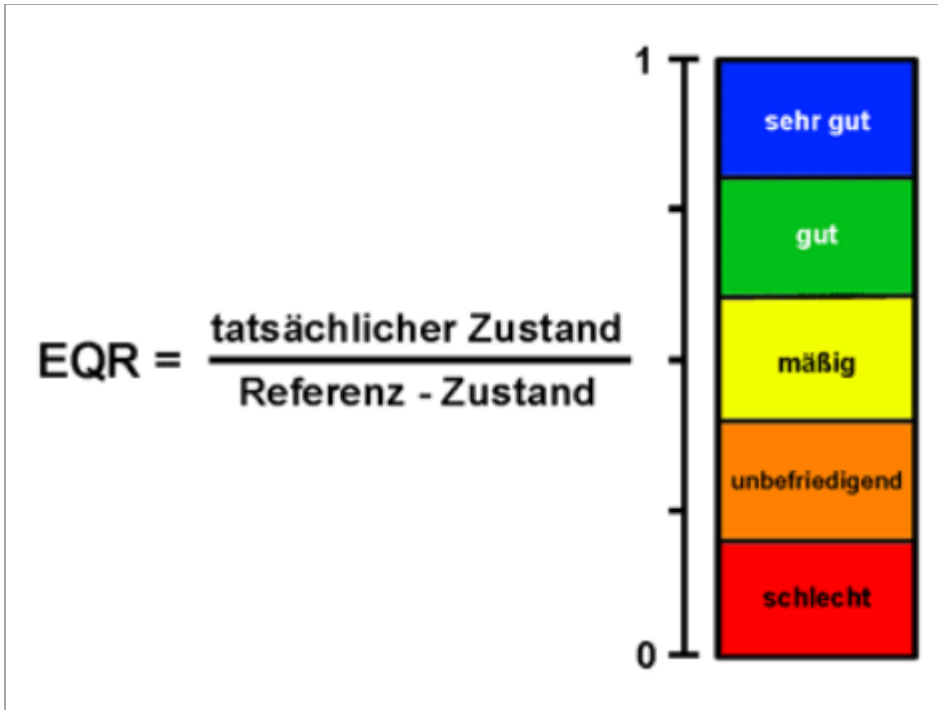 1
sehr gut
gut
EQR = tatsächlicher Zustand
Referenz - Zustand
mäßig
unbefriedigend
schlecht
0